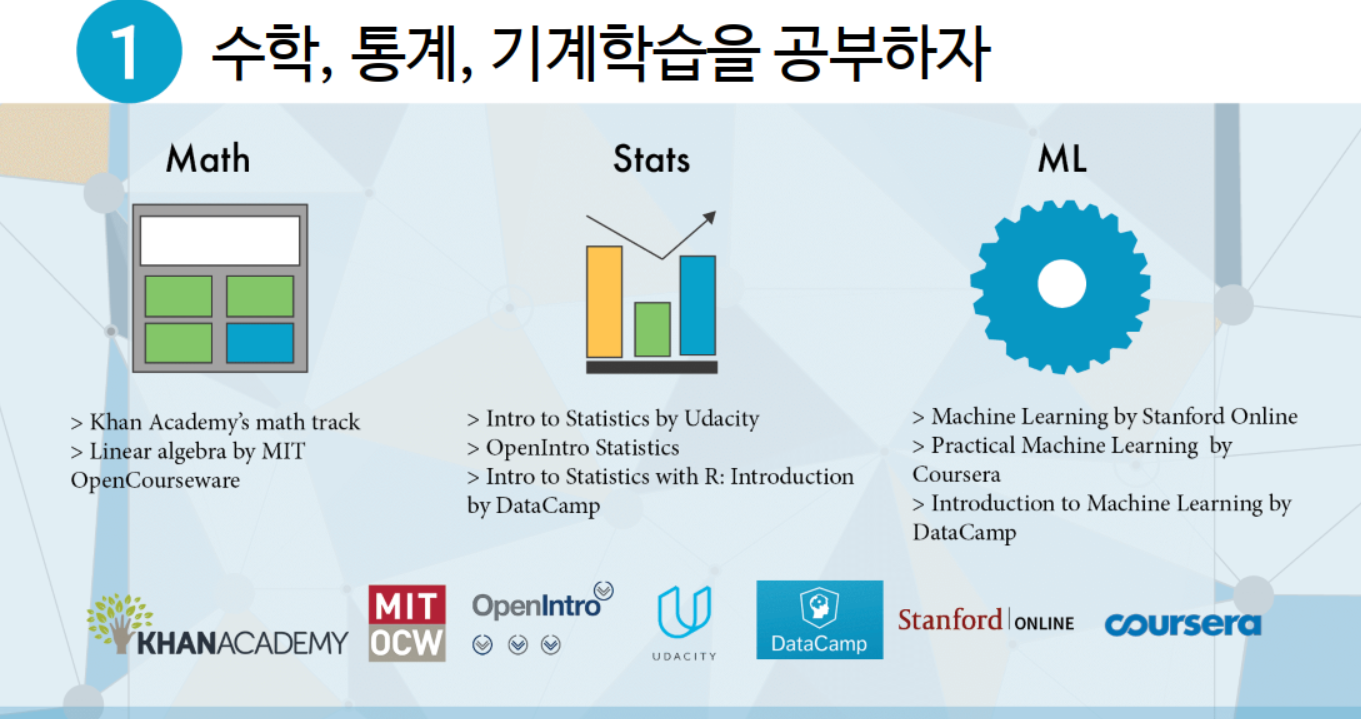 1 수학, 통계, 기계학습을 공부하자
Math
> Khan Academy's math track
> Linear algebra by MIT
OpenCourseware
Stats
> Intro to Statistics by Udacity
> OpenIntro Statistics
> Intro to Statistics with R: Introduction
by DataCamp
ML
> Machine Learning by Stanford Online
> Practical Machine Learning by
Coursera
> Introduction to Machine Learning by
DataCamp
KHANACADEMY
MIT
OCW
OpenIntro
UDACITY
DataCamp
Stanford ONLINE
coursera